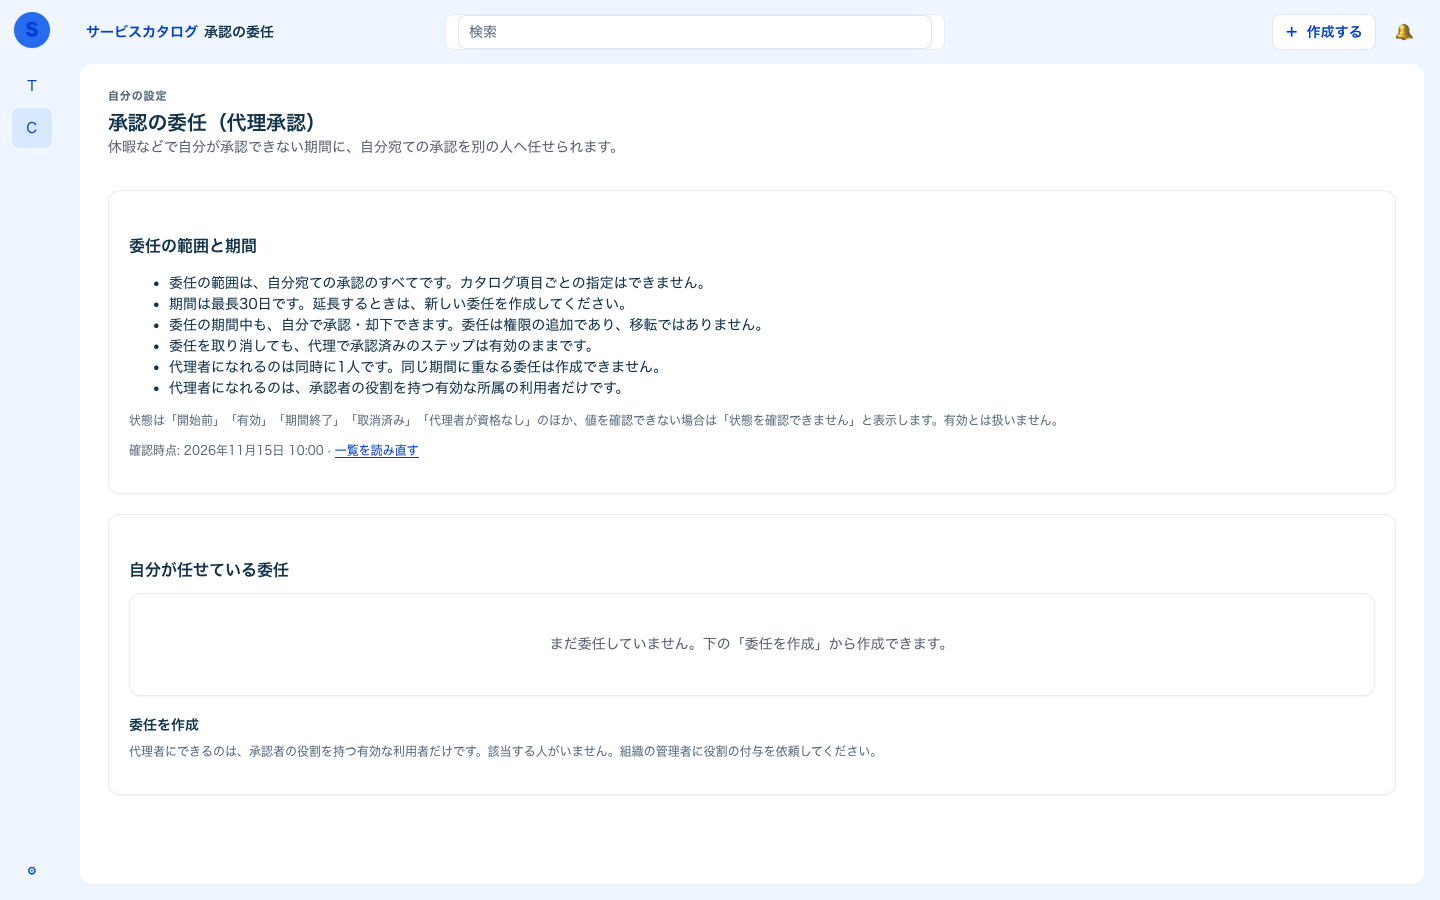 S
サービスカタログ 承認の委任
検索
+ 作成する
T
C
自分の設定
承認の委任（代理承認）
休暇などで自分が承認できない期間に、自分宛ての承認を別の人へ任せられます。
委任の範囲と期間
• 委任の範囲は、自分宛ての承認のすべてです。カタログ項目ごとの指定はできません。
• 期間は最長30日です。延長するときは、新しい委任を作成してください。
• 委任の期間中も、自分で承認・却下できます。委任は権限の追加であり、移転ではありません。
• 委任を取り消しても、代理で承認済みのステップは有効のままです。
• 代理者になれるのは同時に1人です。同じ期間に重なる委任は作成できません。
• 代理者になれるのは、承認者の役割を持つ有効な所属の利用者だけです。
状態は「開始前」「有効」「期間終了」「取消済み」「代理者が資格なし」のほか、値を確認できない場合は「状態を確認できません」と表示します。有効とは扱いません。
確認時点: 2026年11月15日 10:00 · 一覧を読み直す
自分が任せている委任
まだ委任していません。下の「委任を作成」から作成できます。
委任を作成
代理者にできるのは、承認者の役割を持つ有効な利用者だけです。該当する人がいません。組織の管理者に役割の付与を依頼してください。